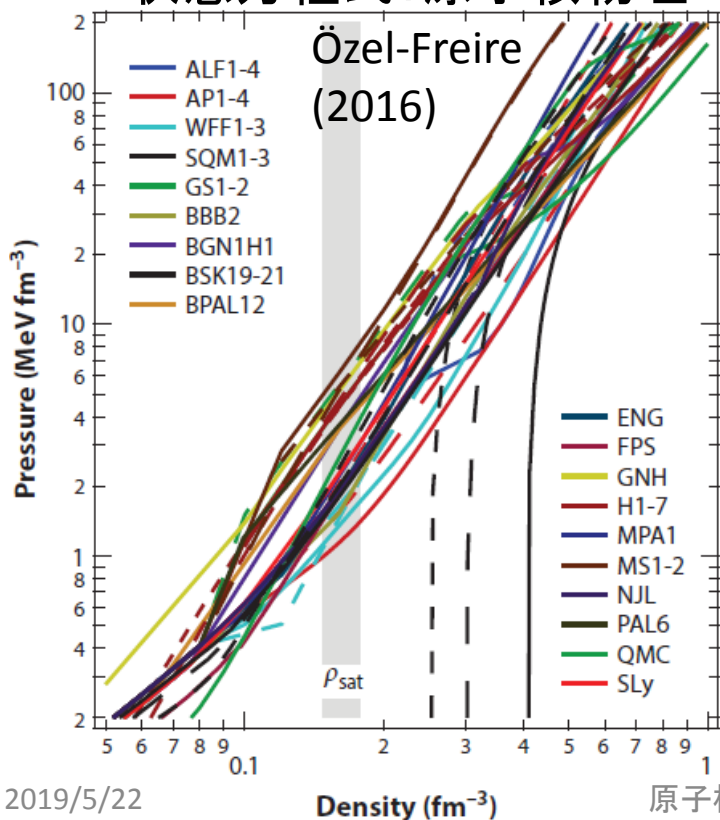 Özel-Freire
(2016)
ALF1-4
AP1-4
WFF1-3
SQM1-3
GS1-2
BBB2
BGN1H1
BSK19-21
BPAL12
ENG
FPS
GNH
H1-7
MPA1
MS1-2
NJL
PAL6
QMC
SLy
Pressure (MeV fm⁻³)
2
100
8
6
4
2
10
8
6
4
2
1
8
6
4
2
ρsat
5 6 7 8 9 0.1 2 3 4 5 6 7 8 9 1
Density (fm⁻³)
2019/5/22
原子核